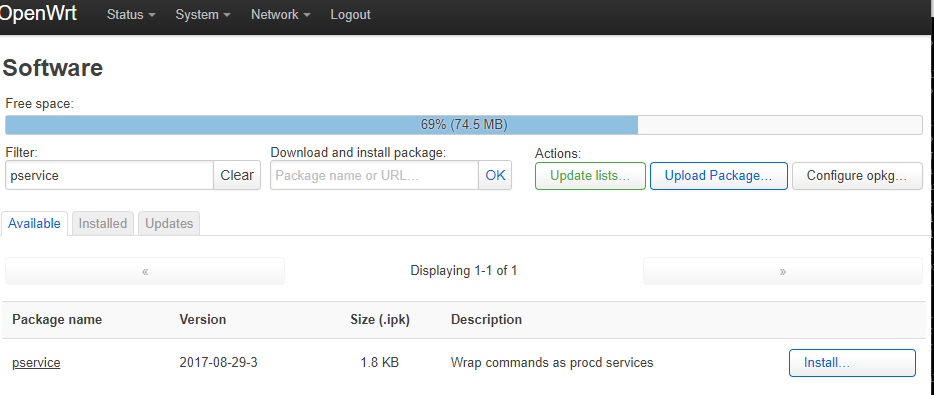 OpenWrt Status System Network Logout
Software
Free space:
69% (74.5 MB)
Filter: Download and install package: Actions:
pservice Clear Package name or URL... OK Update lists... Upload Package... Configure opkg...
Available Installed Updates
« Displaying 1-1 of 1 »
Package name Version Size (.ipk) Description
pservice 2017-08-29-3 1.8 KB Wrap commands as procd services Install...